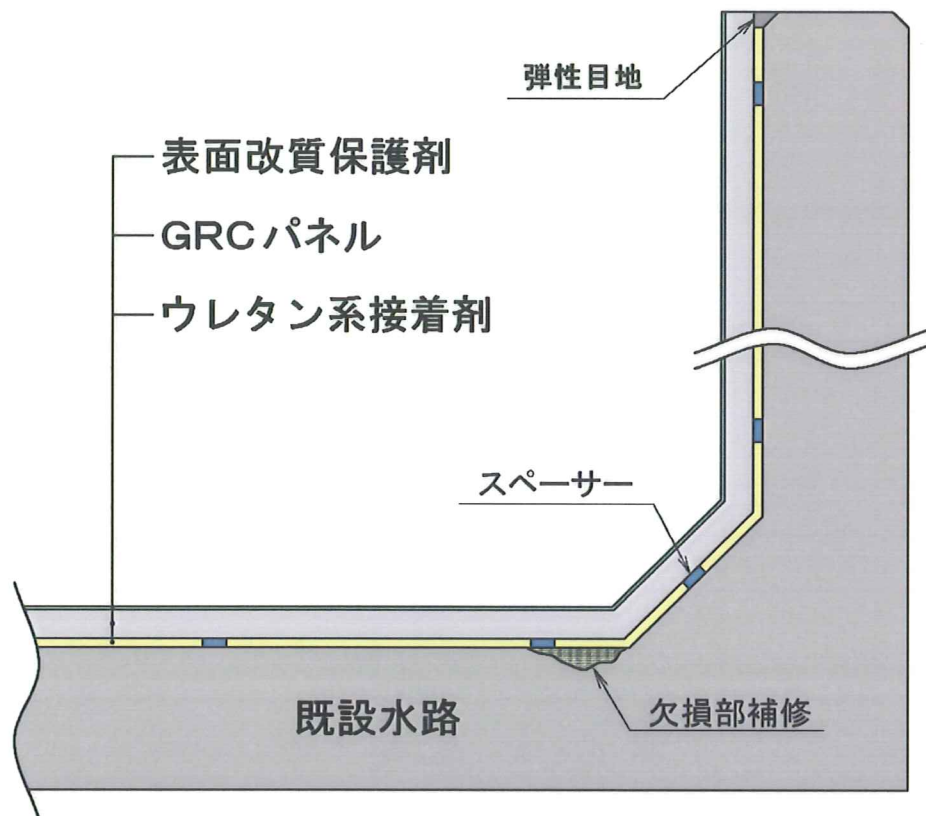 弾性目地
表面改質保護剤
GRCパネル
ウレタン系接着剤
スペーサー
既設水路
欠損部補修